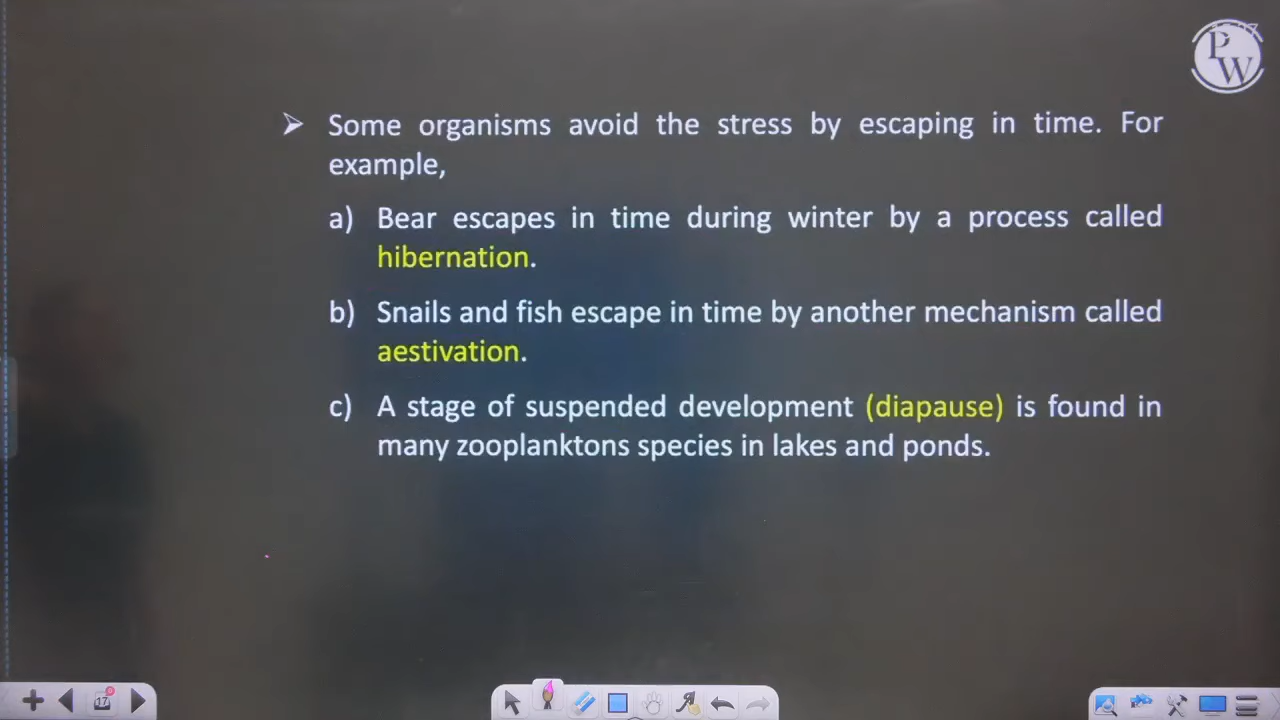 PW
➤ Some organisms avoid the stress by escaping in time. For
example,
a) Bear escapes in time during winter by a process called
hibernation.
b) Snails and fish escape in time by another mechanism called
aestivation.
c) A stage of suspended development (diapause) is found in
many zooplanktons species in lakes and ponds.
17